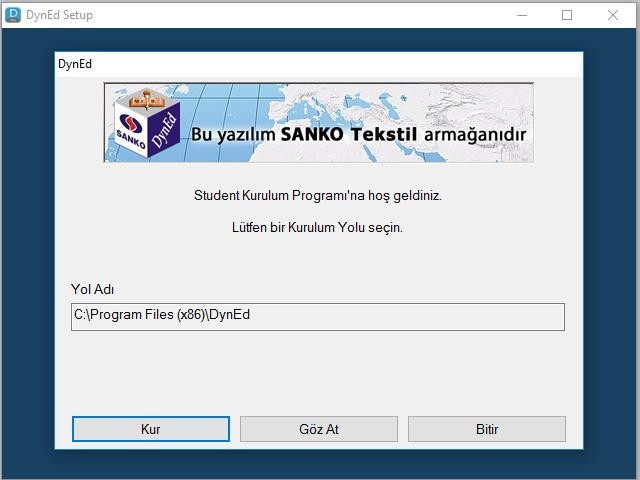 DynEd Setup
DynEd
SANKO
DynEd
Bu yazılım SANKO Tekstil armağanıdır
Student Kurulum Programı'na hoş geldiniz.
Lütfen bir Kurulum Yolu seçin.
Yol Adı
C:\Program Files (x86)\DynEd
Kur
Göz At
Bitir